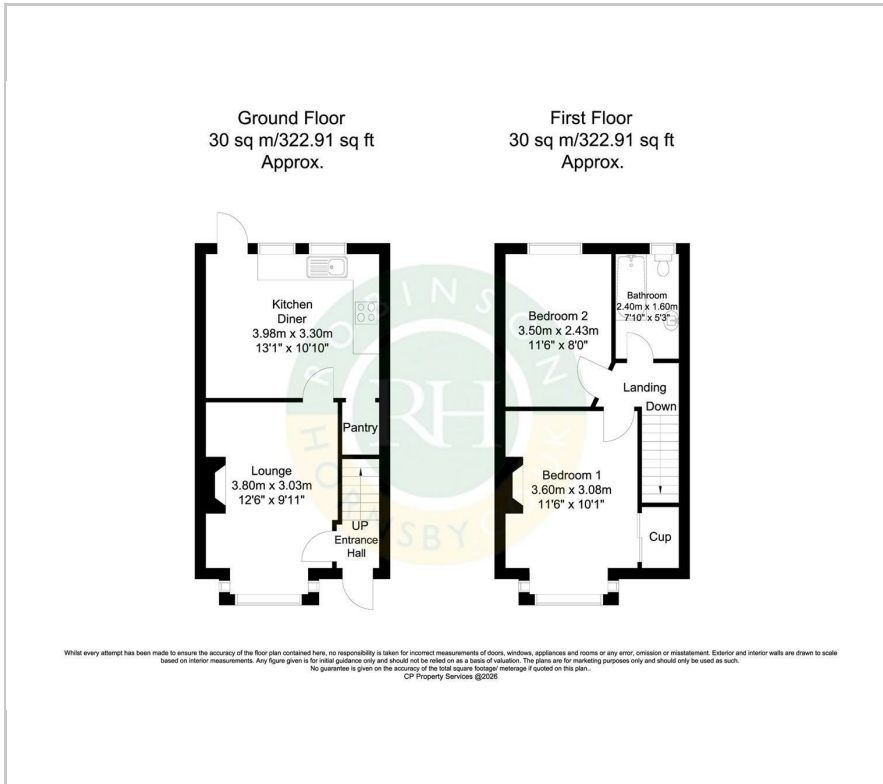 Ground Floor
30 sq m/322.91 sq ft
Approx.
First Floor
30 sq m/322.91 sq ft
Approx.
Kitchen
Diner
3.98m x 3.30m
13'1" x 10'10"
Pantry
Lounge
3.80m x 3.03m
12'6" x 9'11"
UP
Entrance
Hall
Bedroom 2
3.50m x 2.43m
11'6" x 8'0"
Bathroom
2.40m x 1.60m
7'10" x 5'3"
Landing
Down
Bedroom 1
3.60m x 3.08m
11'6" x 10'1"
Cup
RH
Whilst every attempt has been made to ensure the accuracy of the floor plan contained here, no responsibility is taken for incorrect measurements of doors, windows, appliances and rooms or any error, omission or misstatement. Exterior and interior walls are drawn to scale
based on interior measurements. Any figure given is for initial guidance only and should not be relied on as a basis of valuation. The plans are for marketing purposes only and should only be used as such.
No guarantee is given on the accuracy of the total square footage/ meterage if quoted on this plan..
CP Property Services @2026